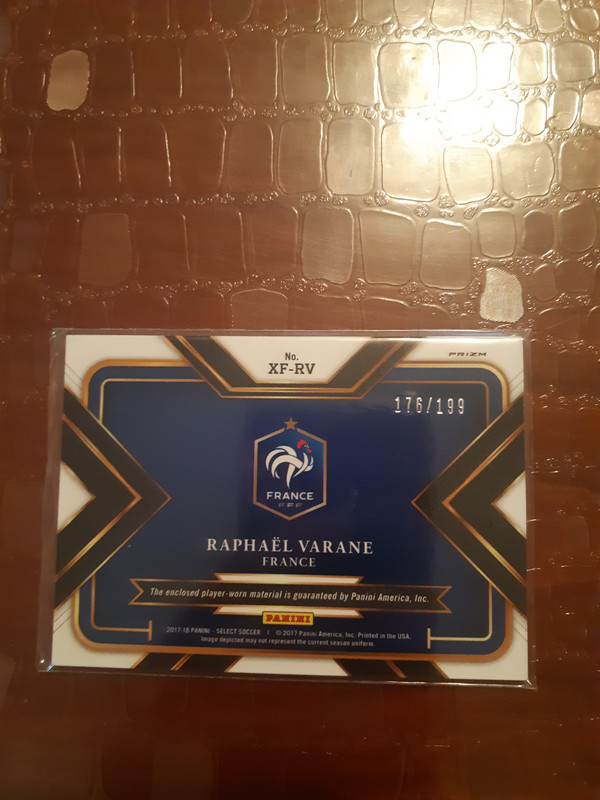 No.
XF-RV
PRIZM
176/199
FRANCE
RAPHAËL VARANE
FRANCE
The enclosed player-worn material is guaranteed by Panini America, Inc.
PANINI
2017-18 PANINI - SELECT SOCCER | © 2017 Panini America, Inc. Printed in the USA.
Image depicted may not represent the current season uniform.